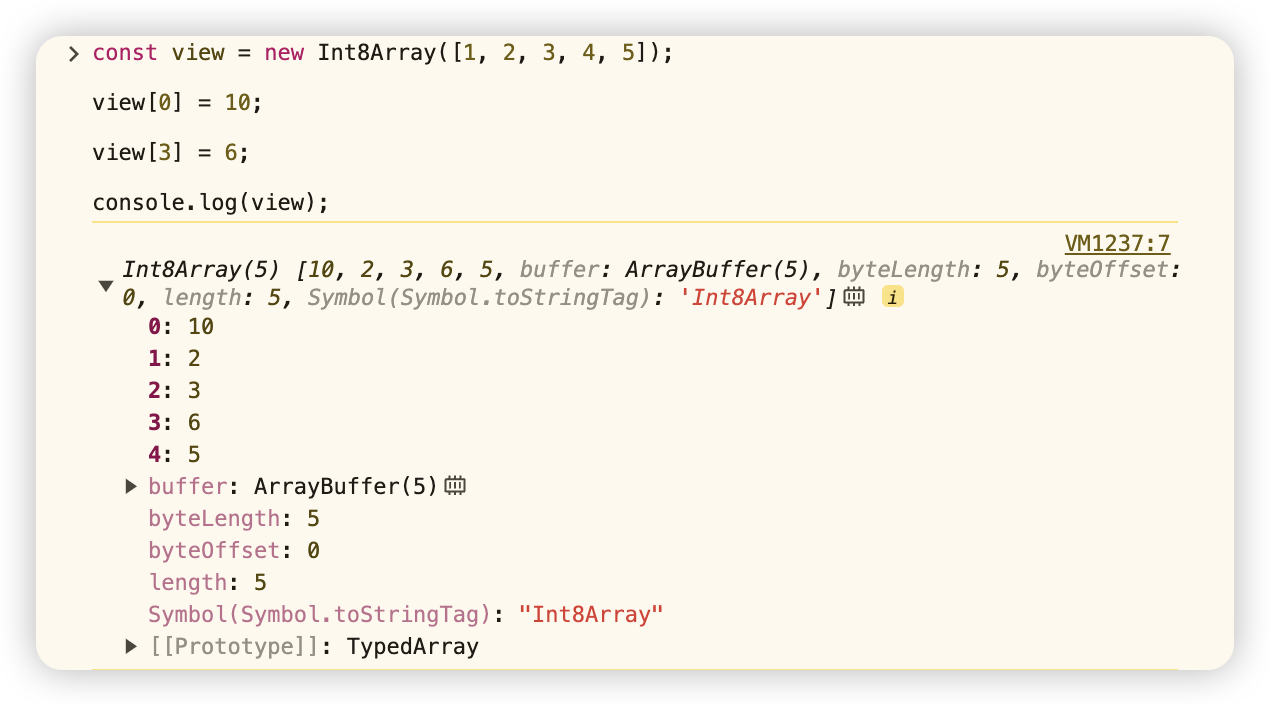 const view = new Int8Array([1, 2, 3, 4, 5]);
view[0] = 10;
view[3] = 6;
console.log(view);
VM1237:7
Int8Array(5) [10, 2, 3, 6, 5, buffer: ArrayBuffer(5), byteLength: 5, byteOffset:
0, length: 5, Symbol(Symbol.toStringTag): 'Int8Array'] i
0: 10
1: 2
2: 3
3: 6
4: 5
buffer: ArrayBuffer(5)
byteLength: 5
byteOffset: 0
length: 5
Symbol(Symbol.toStringTag): "Int8Array"
[[Prototype]]: TypedArray